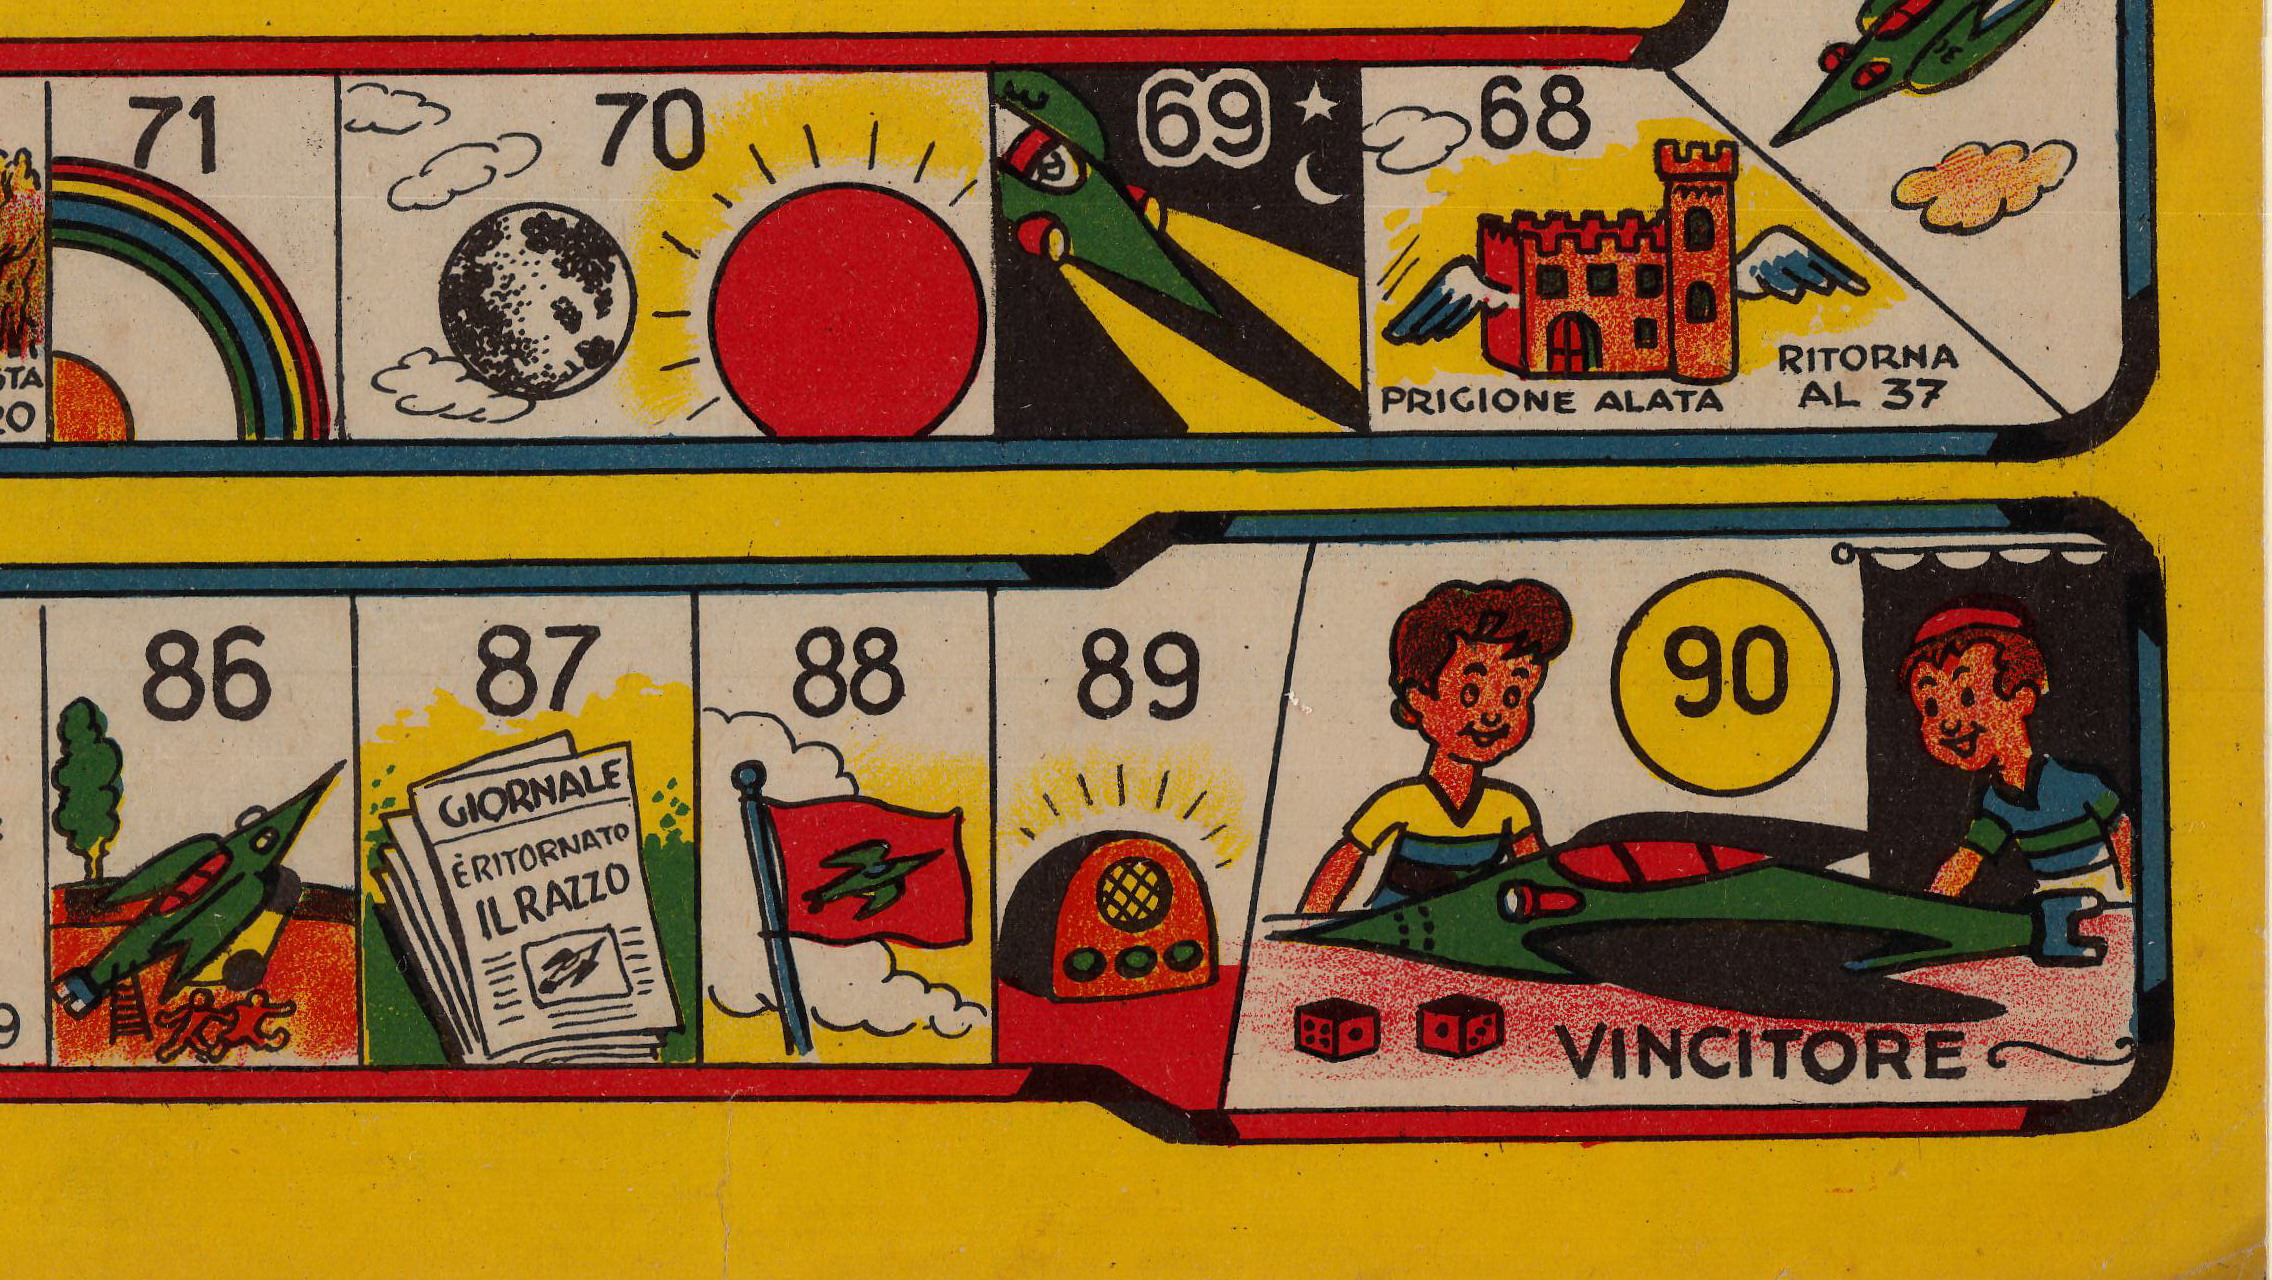 71
70
69
68
PRIGIONE ALATA
RITORNA
AL 37
86
87
GIORNALE
È RITORNATO
IL RAZZO
88
89
90
VINCITORE